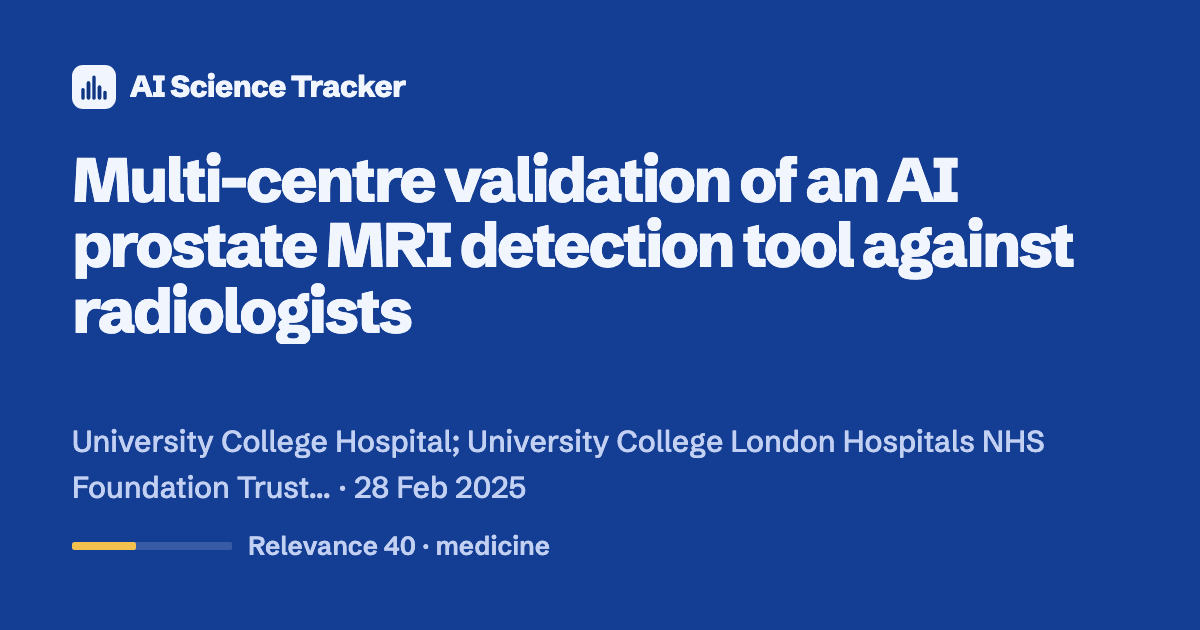 AI Science Tracker
Multi-centre validation of an AI
prostate MRI detection tool against
radiologists
University College Hospital; University College London Hospitals NHS
Foundation Trust... · 28 Feb 2025
Relevance 40 · medicine